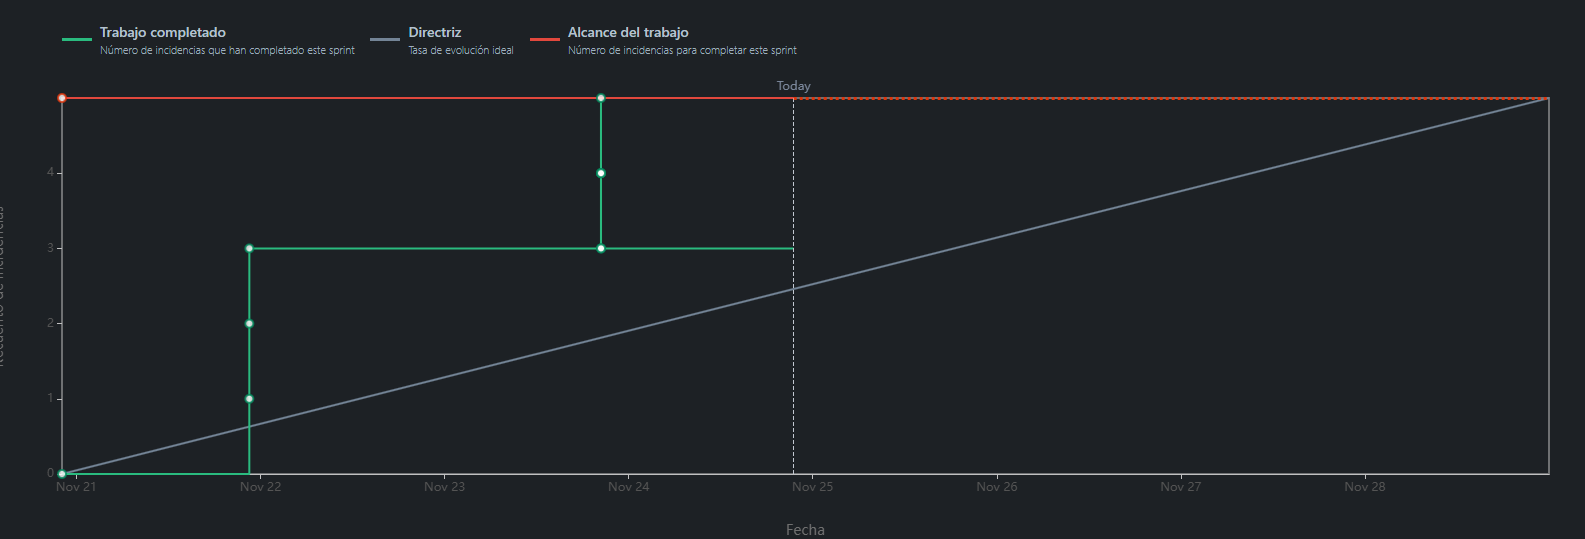 Trabajo completado
Número de incidencias que han completado este sprint
Directriz
Tasa de evolución ideal
Alcance del trabajo
Número de incidencias para completar este sprint
Today
4
3
2
1
0
Nov 21
Nov 22
Nov 23
Nov 24
Nov 25
Nov 26
Nov 27
Nov 28
Fecha